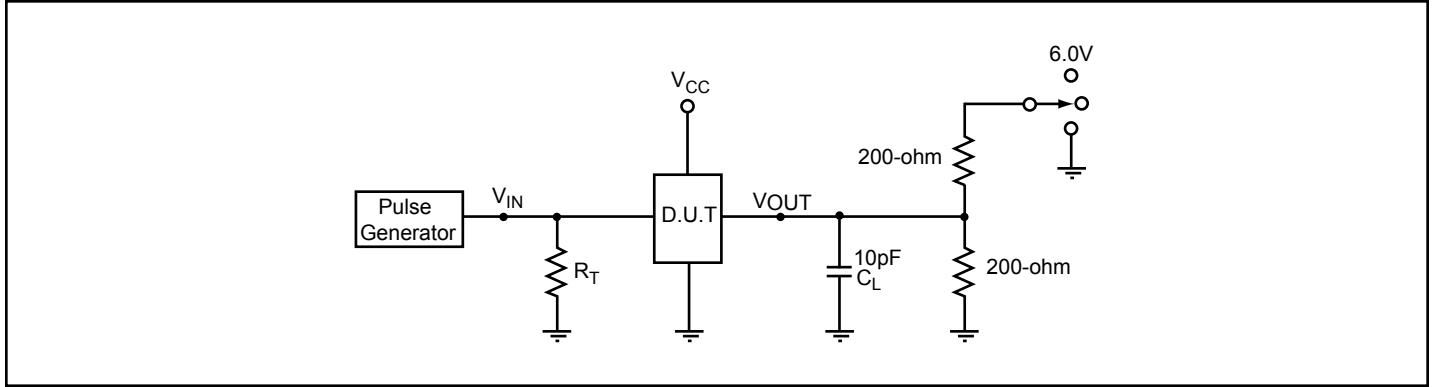 6.0V
VCC
200-ohm
Pulse
Generator
VIN
D.U.T
VOUT
RT
10pF
CL
200-ohm